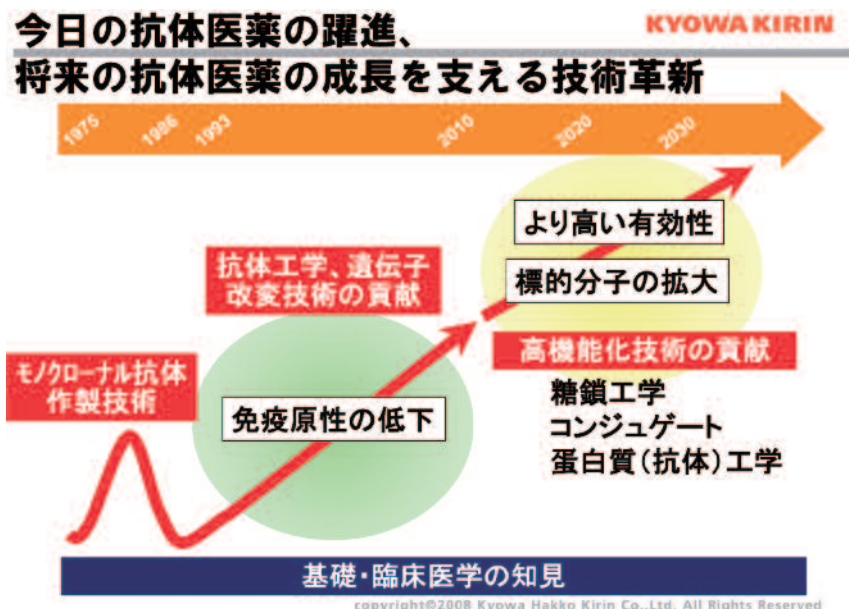 今日の抗体医薬の躍進、
KYOWA KIRIN
将来の抗体医薬の成長を支える技術革新
1975 1986 1993 2010 2020 2030
より高い有効性
標的分子の拡大
抗体工学、遺伝子
改変技術の貢献
高機能化技術の貢献
糖鎖工学
コンジュゲート
蛋白質(抗体)工学
モノクローナル抗体
作製技術
免疫原性の低下
基礎・臨床医学の知見
copyright©2008 Kyowa Hakko Kirin Co.,Ltd. All Rights Reserved